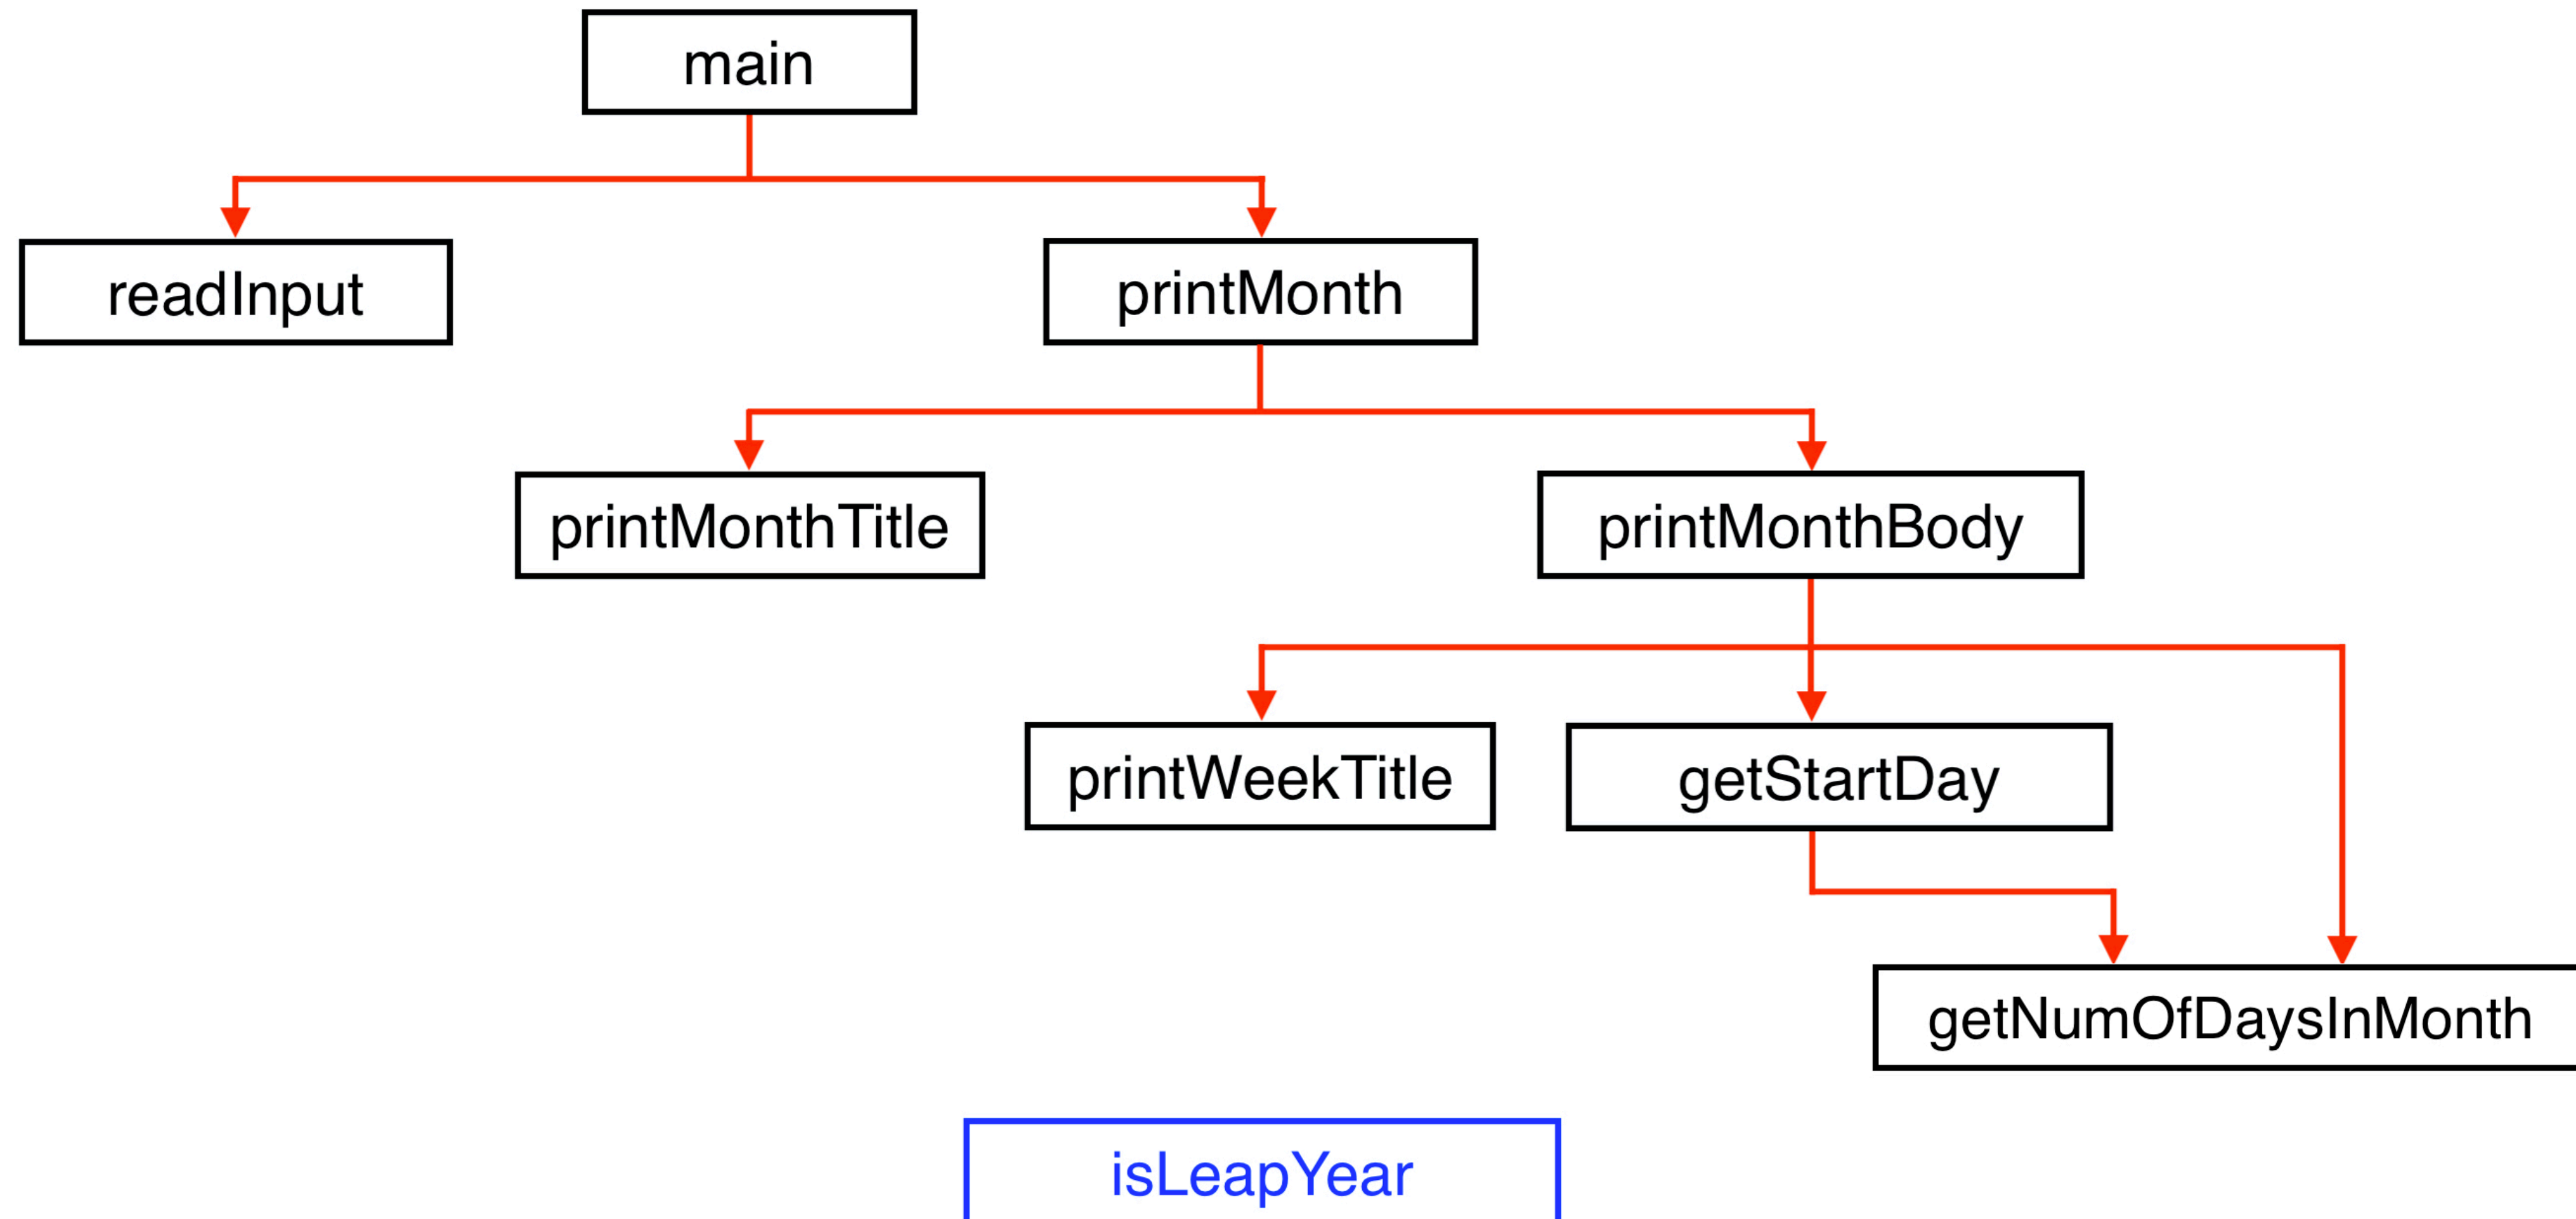 main
readInput
printMonth
printMonthTitle
printMonthBody
printWeekTitle
getStartDay
getNumOfDaysInMonth
isLeapYear